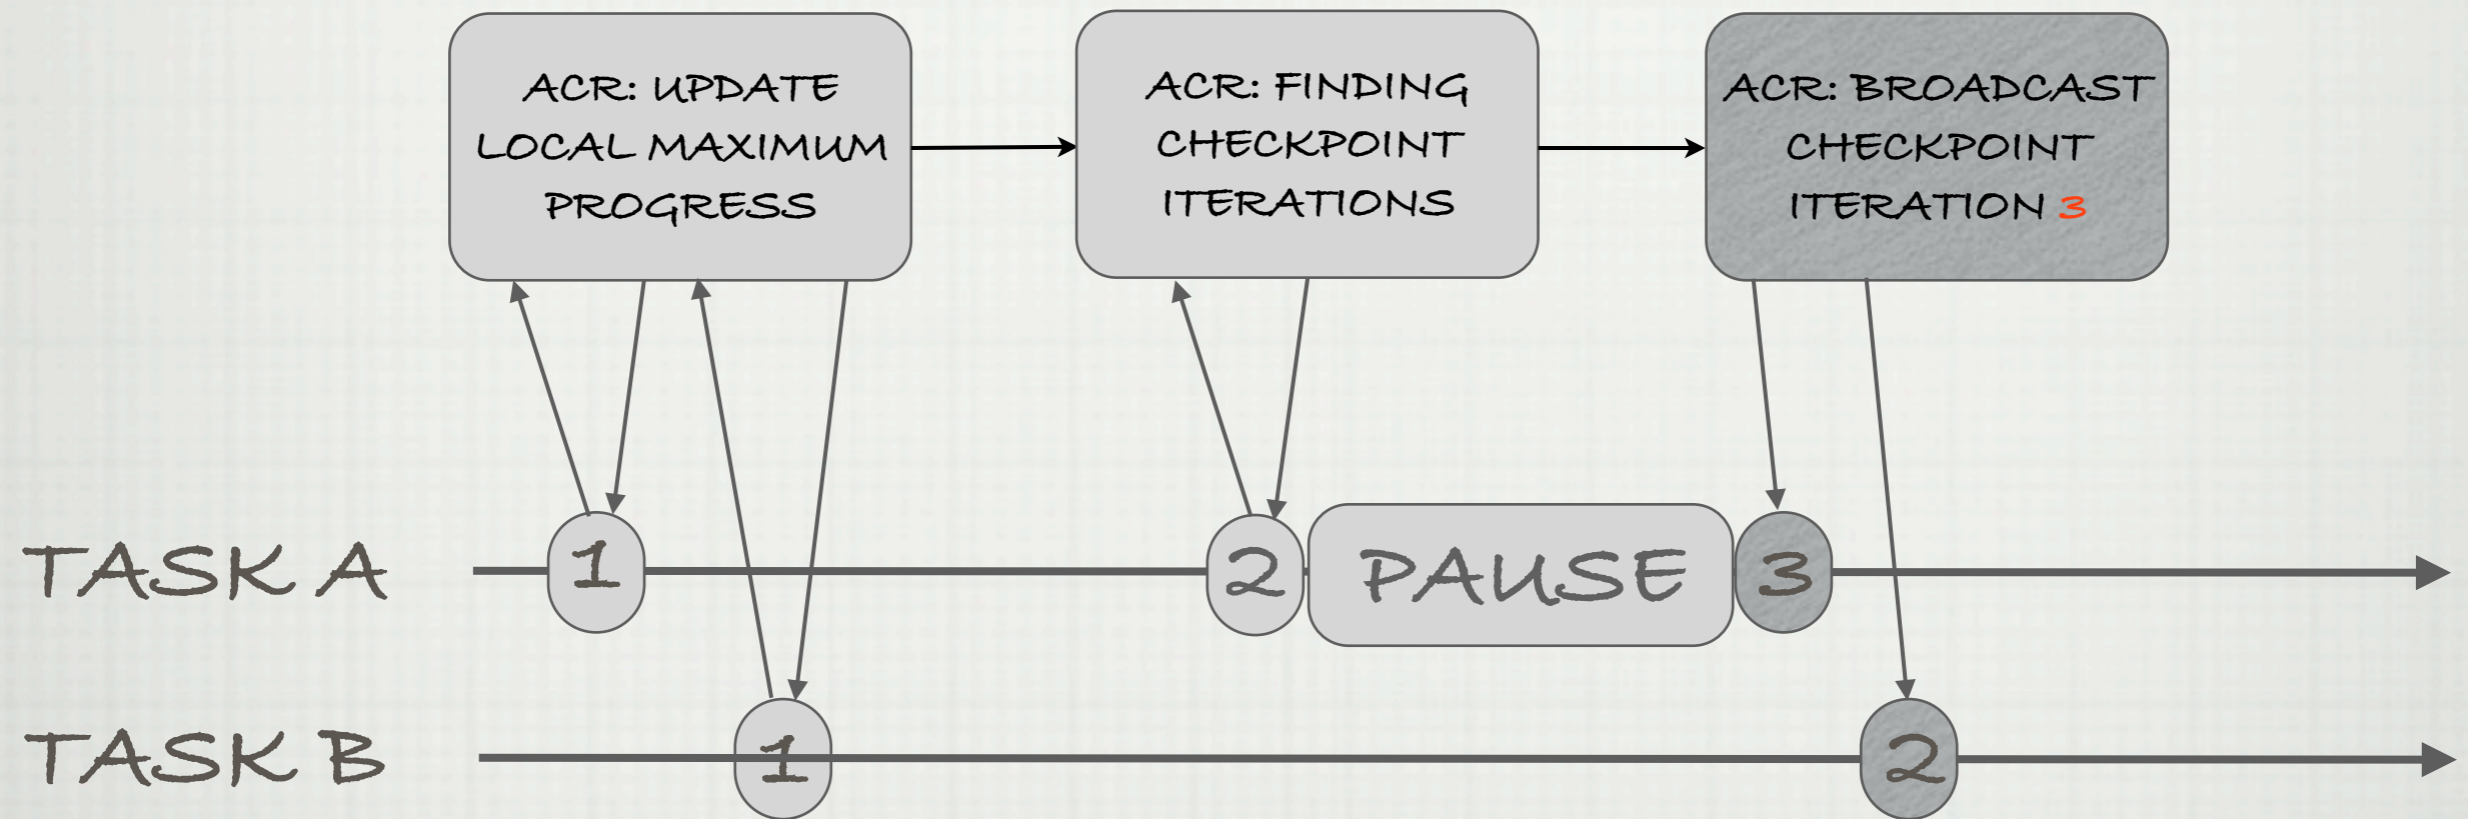 ACR: UPDATE
LOCAL MAXIMUM
PROGRESS
ACR: FINDING
CHECKPOINT
ITERATIONS
ACR: BROADCAST
CHECKPOINT
ITERATION 3
TASK A
1
2
PAUSE
3
TASK B
1
2